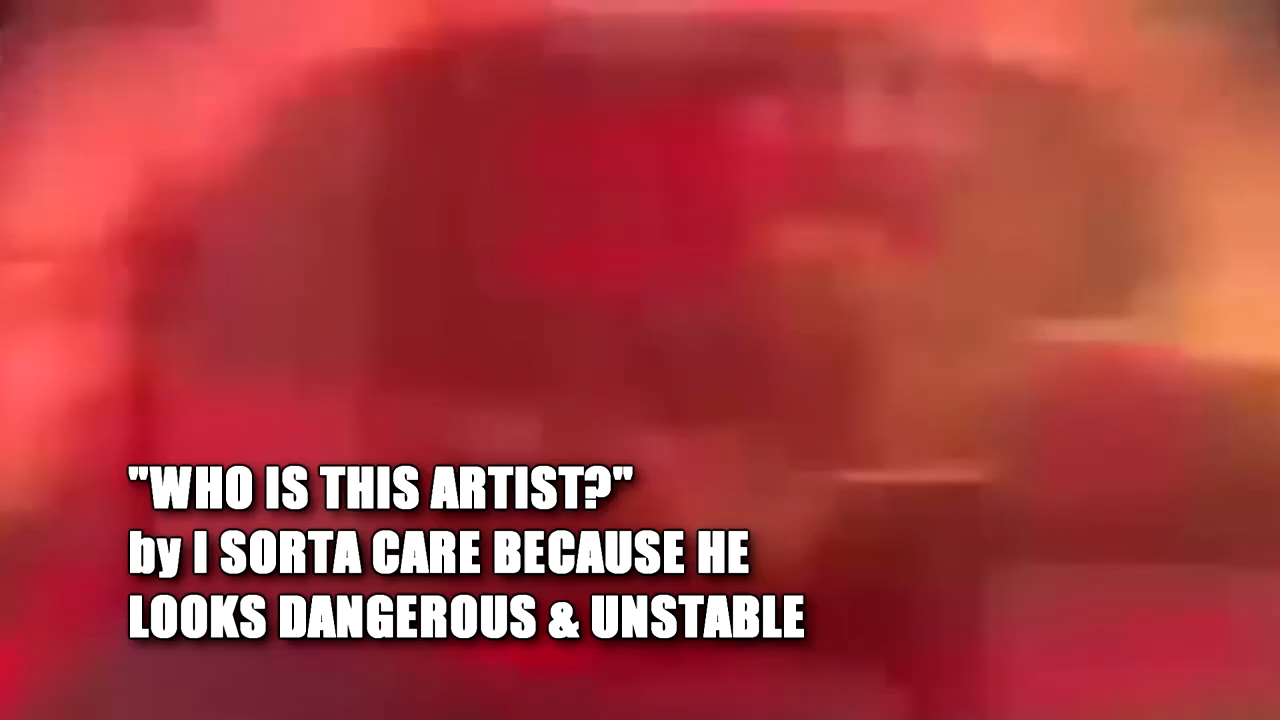 "WHO IS THIS ARTIST?"
by I SORTA CARE BECAUSE HE
LOOKS DANGEROUS & UNSTABLE